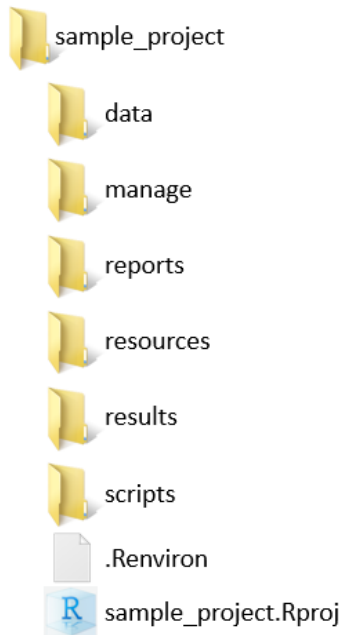 sample_project
data
manage
reports
resources
results
scripts
.Renviron
R sample_project.Rproj